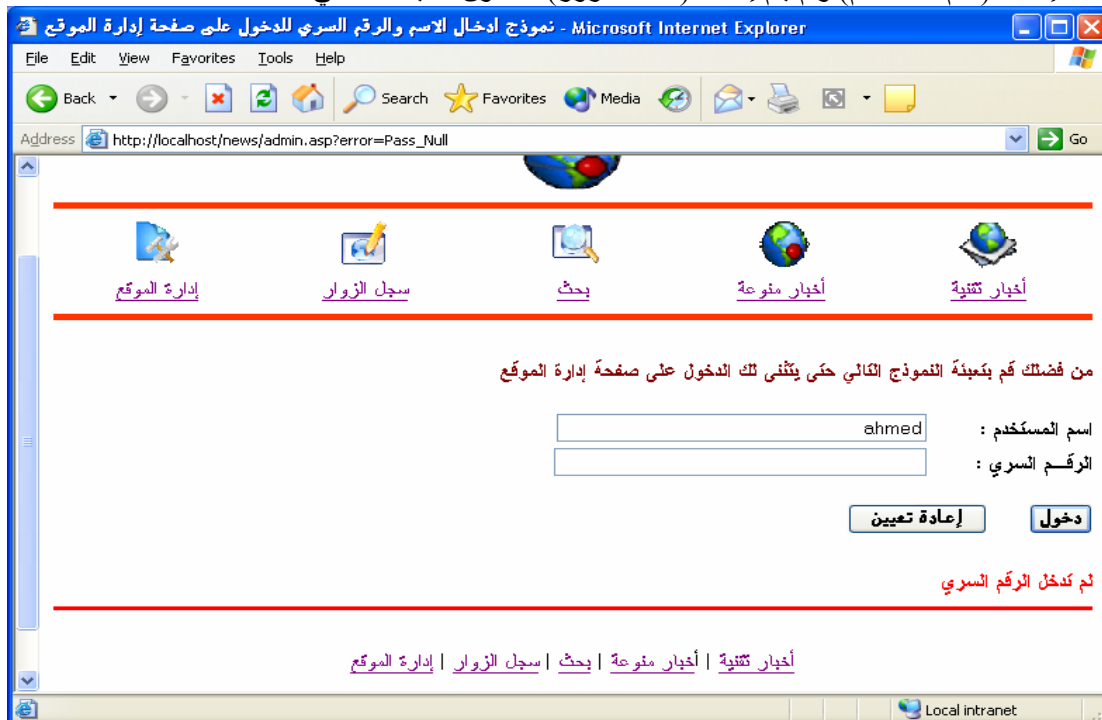 نموذج ادخال الاسم والرقم السري للدخول على صفحة إدارة الموقع - Microsoft Internet Explorer
File Edit View Favorites Tools Help
Back Search Favorites Media
Address http://localhost/news/admin.asp?error=Pass_Null Go
أخبار تقنية أخبار منوعة بحث سجل الزوار إدارة الموقع
من فضلك قم بتعبئة النموذج التالي حتى يتثنى لك الدخول على صفحة إدارة الموقع
اسم المستخدم : ahmed
الرقـم السري :
دخول إعادة تعيين
لم تدخل الرقم السري
أخبار تقنية | أخبار منوعة | بحث | سجل الزوار | إدارة الموقع
Local intranet